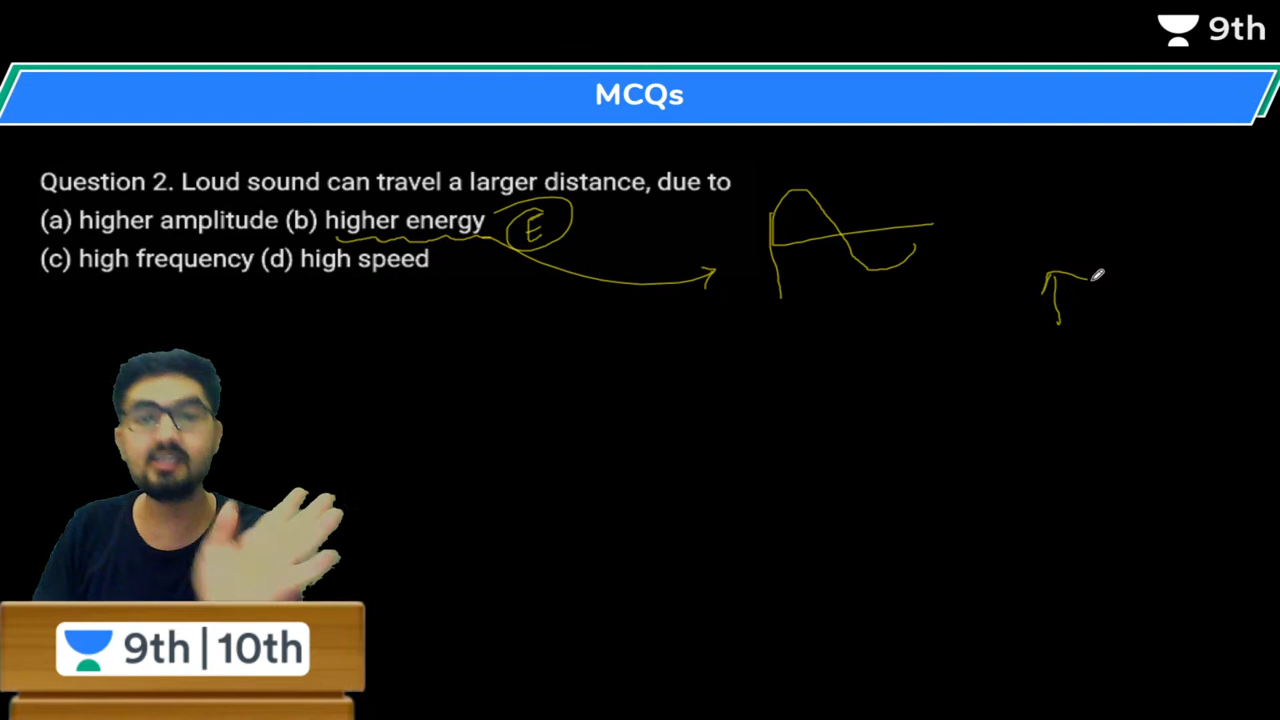 9th
MCQs
Question 2. Loud sound can travel a larger distance, due to
(a) higher amplitude (b) higher energy
E
(c) high frequency (d) high speed
9th | 10th